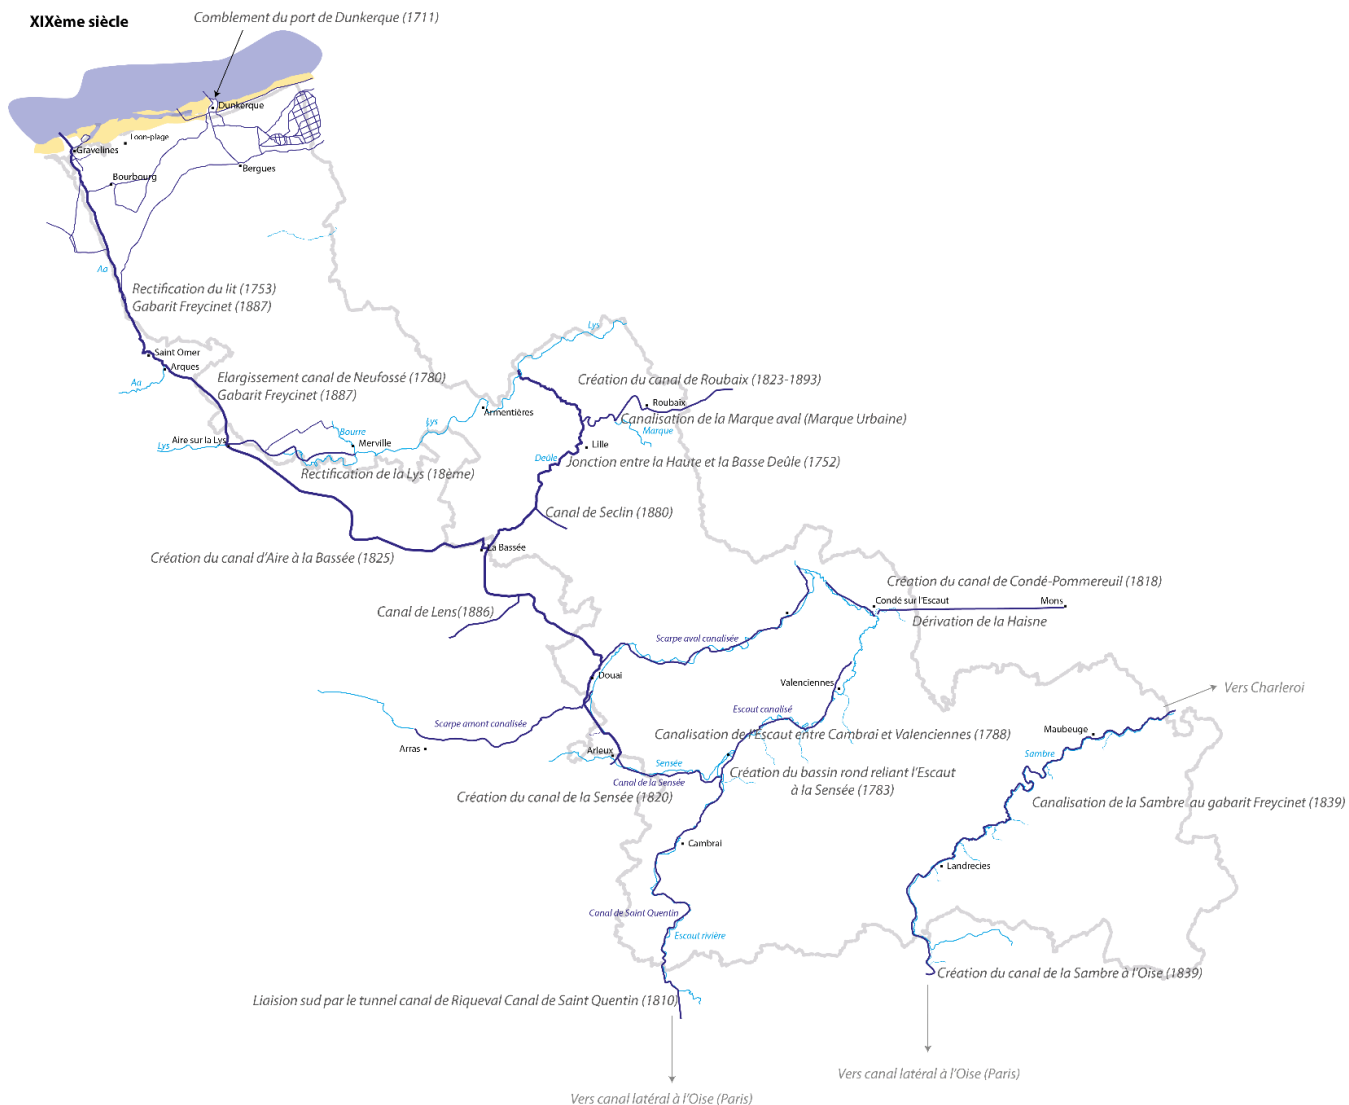 XIXème siècle
Comblement du port de Dunkerque (1711)
Dunkerque
Loon-plage
Gravelines
Bergues
Bourbourg
Aa
Rectification du lit (1753)
Gabarit Freycinet (1887)
Lys
Saint Omer
Arques
Aa
Elargissement canal de Neufossé (1780)
Gabarit Freycinet (1887)
Création du canal de Roubaix (1823-1893)
Roubaix
Armentières
Canalisation de la Marque aval (Marque Urbaine)
Lys
Bourre
Marque
Aire sur la Lys
Lys
Merville
Lille
Deûle
Jonction entre la Haute et la Basse Deûle (1752)
Rectification de la Lys (18ème)
Canal de Seclin (1880)
La Bassée
Création du canal d'Aire à la Bassée (1825)
Création du canal de Condé-Pommereuil (1818)
Condé sur l'Escaut
Mons
Canal de Lens(1886)
Dérivation de la Haisne
Scarpe aval canalisée
Douai
Valenciennes
Vers Charleroi
Escaut canalisé
Scarpe amont canalisée
Maubeuge
Canalisation de l'Escaut entre Cambrai et Valenciennes (1788)
Arras
Arleux
Sambre
Sensée
Création du bassin rond reliant l'Escaut
à la Sensée (1783)
Canal de la Sensée
Création du canal de la Sensée (1820)
Canalisation de la Sambre au gabarit Freycinet (1839)
Cambrai
Landrecies
Canal de Saint Quentin
Escaut rivière
Création du canal de la Sambre à l'Oise (1839)
Liaision sud par le tunnel canal de Riqueval Canal de Saint Quentin (1810)
Vers canal latéral à l'Oise (Paris)
Vers canal latéral à l'Oise (Paris)